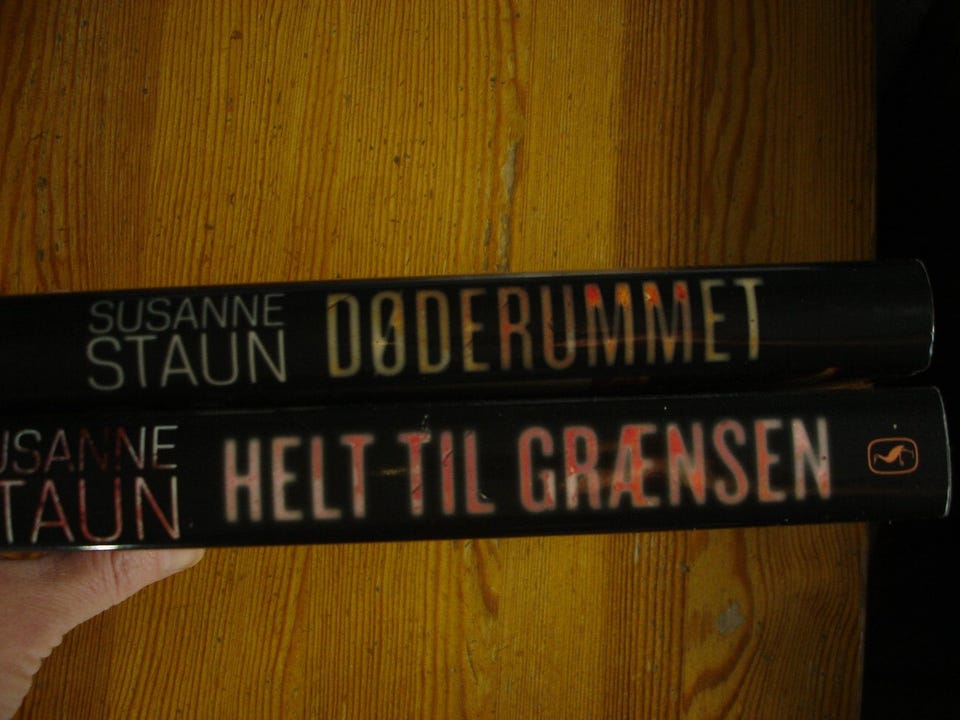 SUSANNE
STAUN
DØDERUMMET
USANNE
TAUN
HELT TIL GRÆNSEN